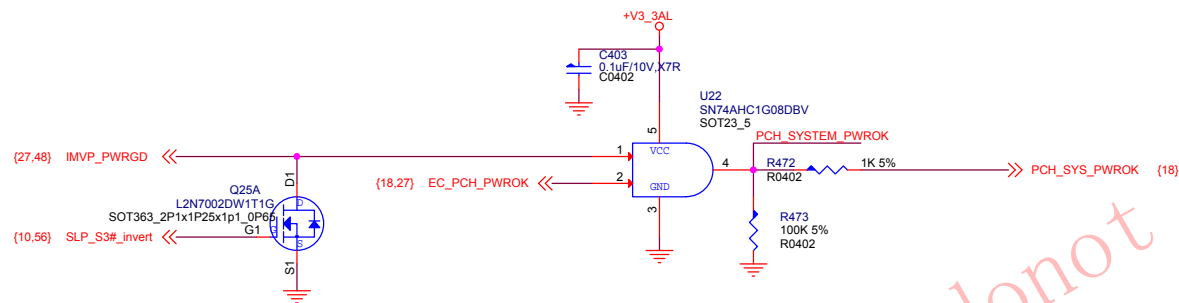 +V3_3AL
C403
0.1uF/10V,X7R
C0402
U22
SN74AHC1G08DBV
SOT23_5
5
PCH_SYSTEM_PWROK
{27,48} IMVP_PWRGD
1
VCC
4
R472
1K 5%
R0402
PCH_SYS_PWROK {18}
{18,27} EC_PCH_PWROK
2
GND
3
D1
Q25A
L2N7002DW1T1G
SOT363_2P1x1P25x1p1_0P65
D
G
S
{10,56} SLP_S3#_invert
G1
S1
R473
100K 5%
R0402
donot